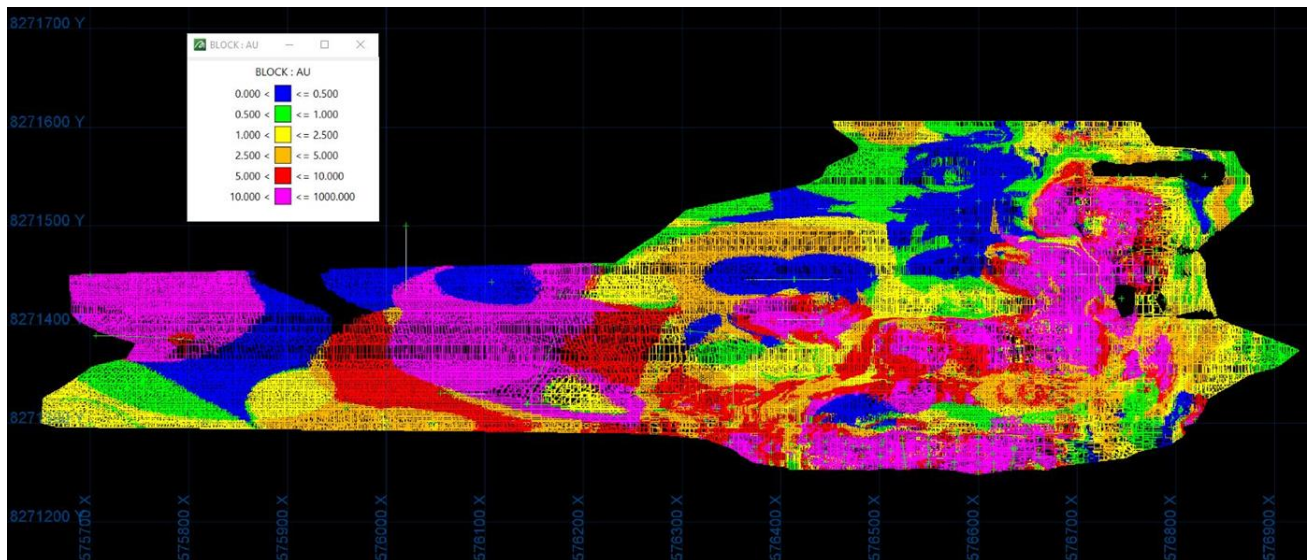 8271700 Y
BLOCK : AU
BLOCK : AU
0.000 < <= 0.500
0.500 < <= 1.000
1.000 < <= 2.500
2.500 < <= 5.000
5.000 < <= 10.000
10.000 < <= 1000.000
8271600 Y
8271500 Y
8271400 Y
8271200 Y
575700 X
575800 X
575900 X
576000 X
576100 X
576200 X
576300 X
576400 X
576500 X
576600 X
576700 X
576800 X
576900 X